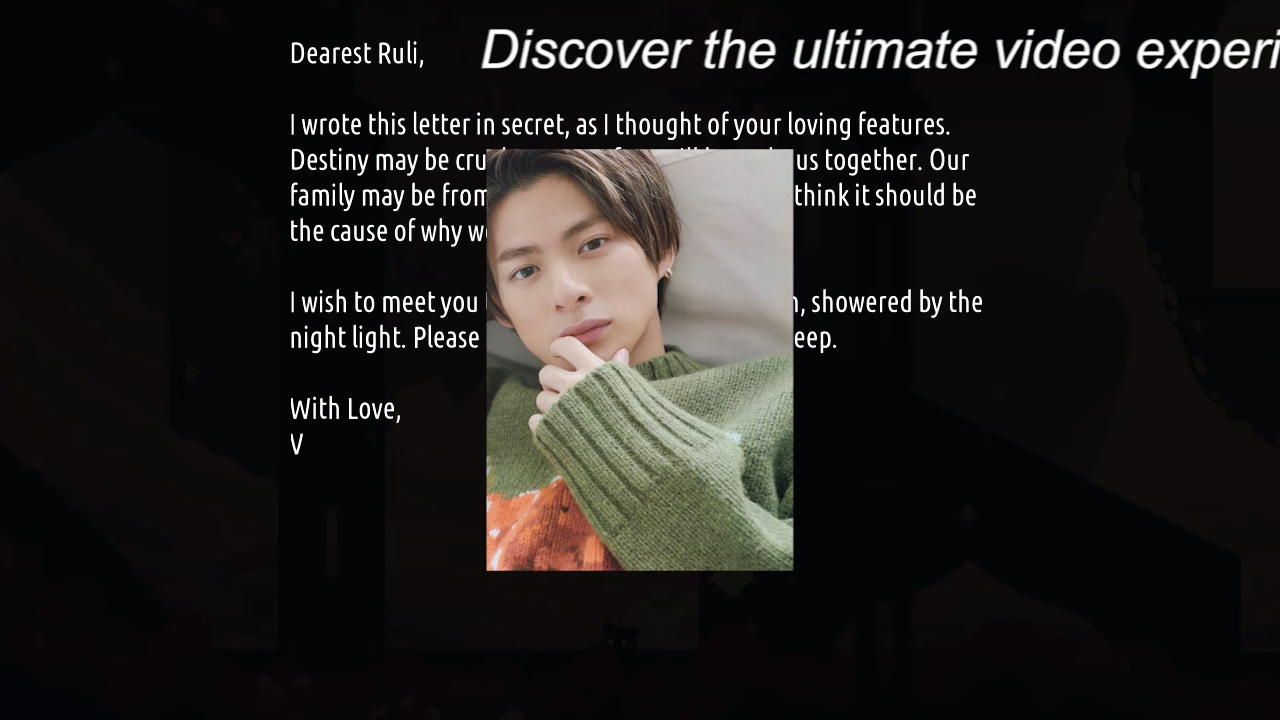 Dearest Ruli,
Discover the ultimate video experi
I wrote this letter in secret, as I thought of your loving features.
Destiny may be us together. Our
family may be from think it should be
the cause of why
I wish to meet you showered by the
night light. Please
With Love,
V